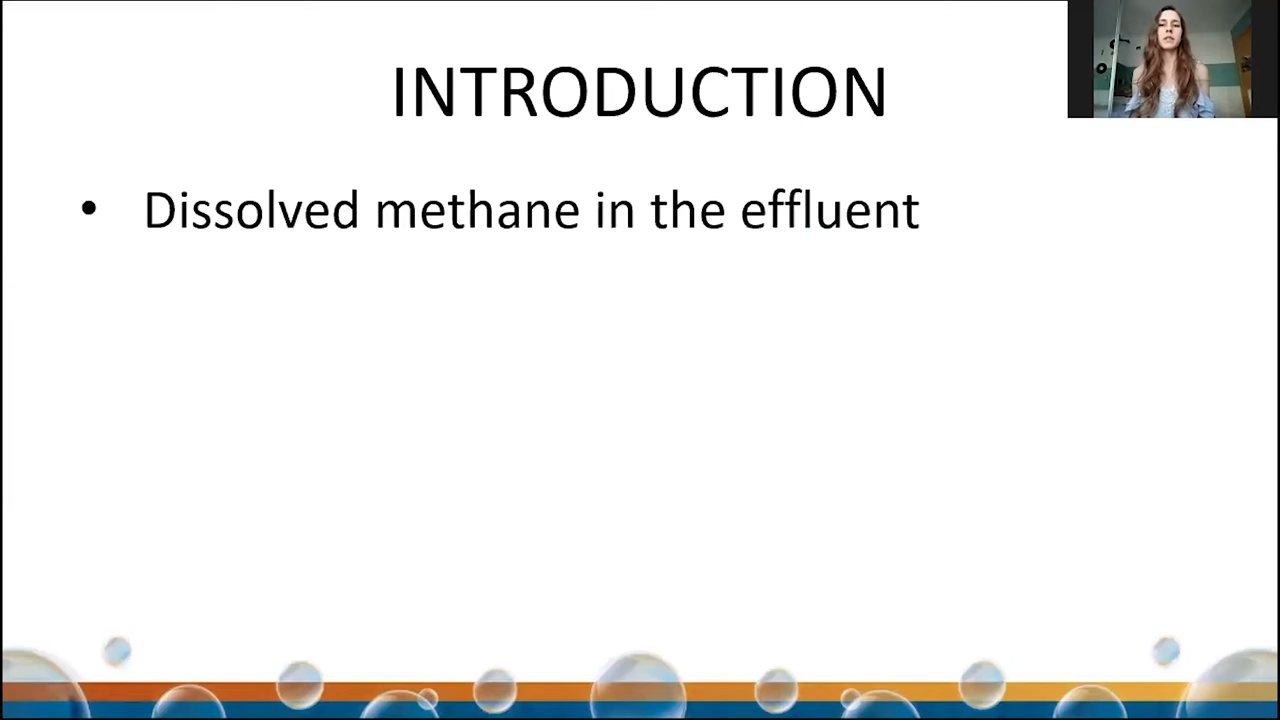 INTRODUCTION
• Dissolved methane in the effluent